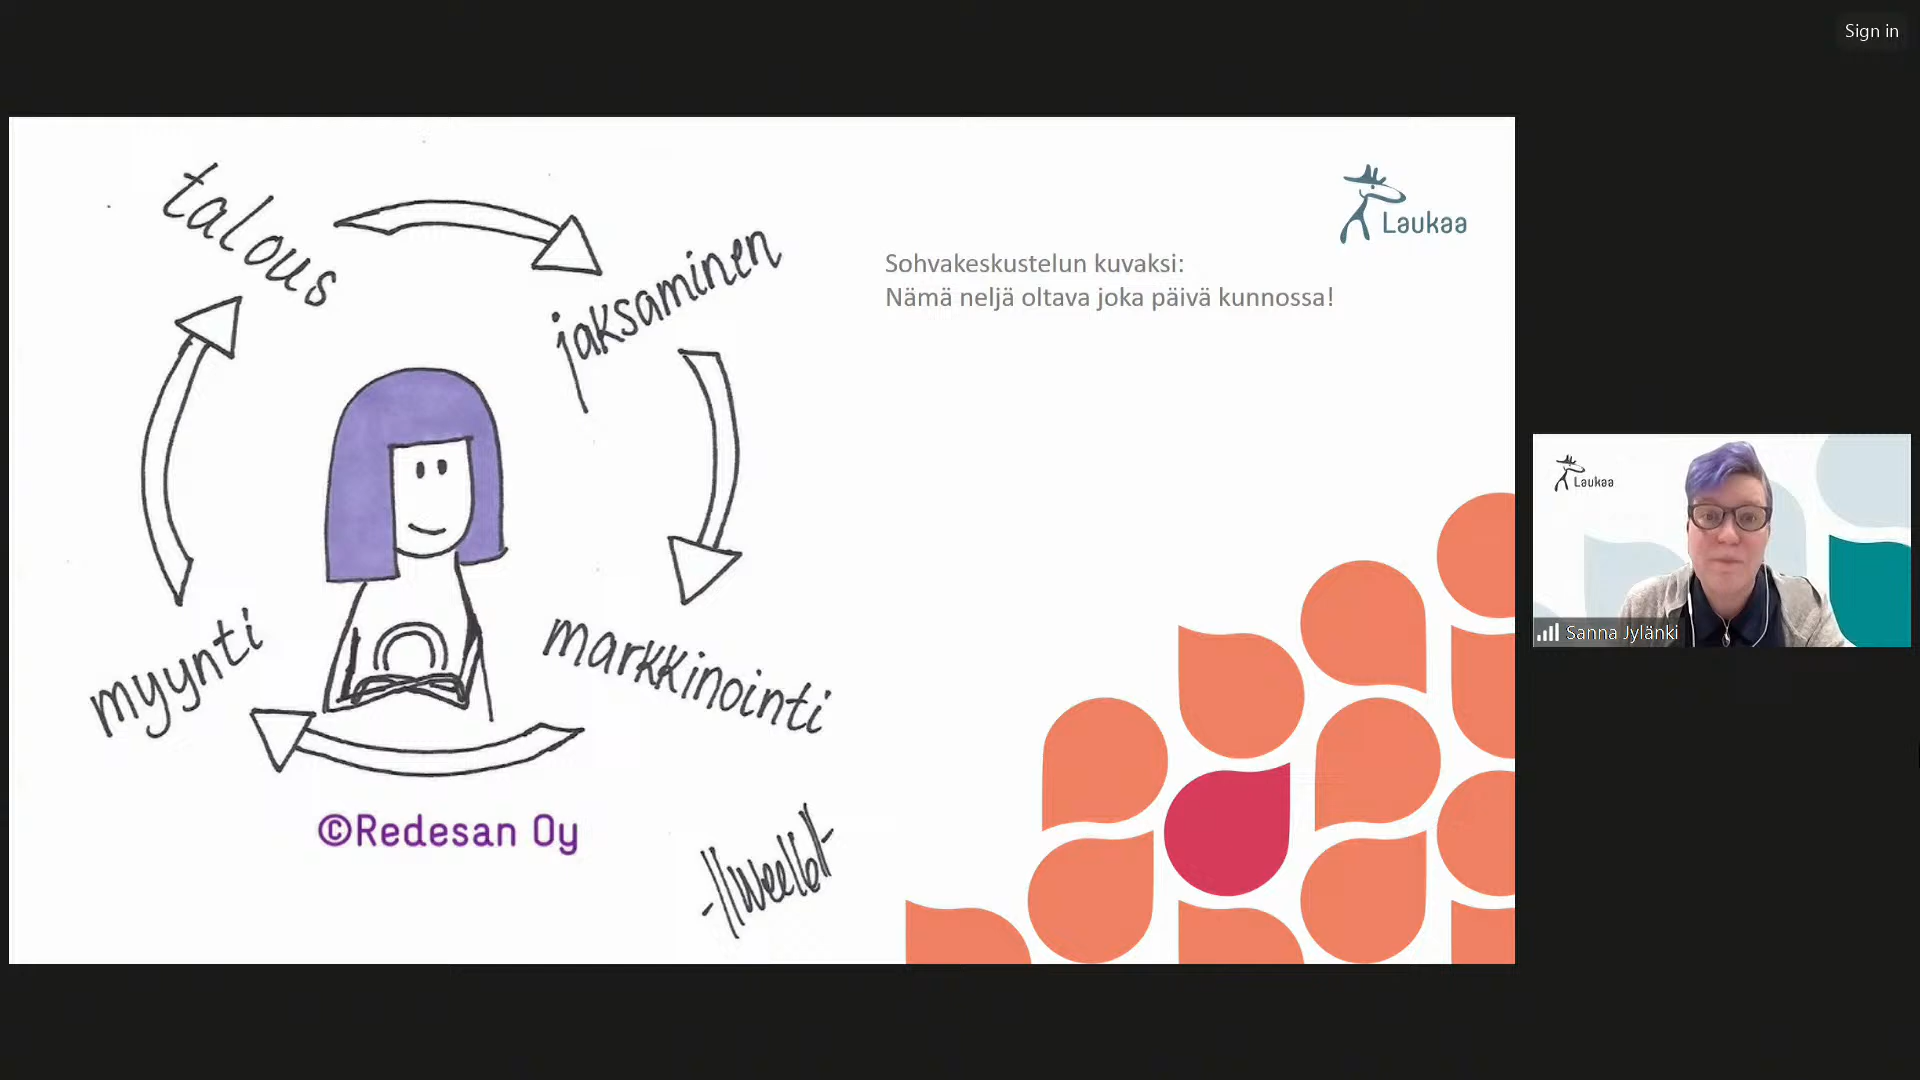 Sign in
talous
jaksaminen
markkinointi
myynti
©Redesan Oy
Laukaa
Sohvakeskustelun kuvaksi:
Nämä neljä oltava joka päivä kunnossa!
Laukaa
Sanna Jylänki